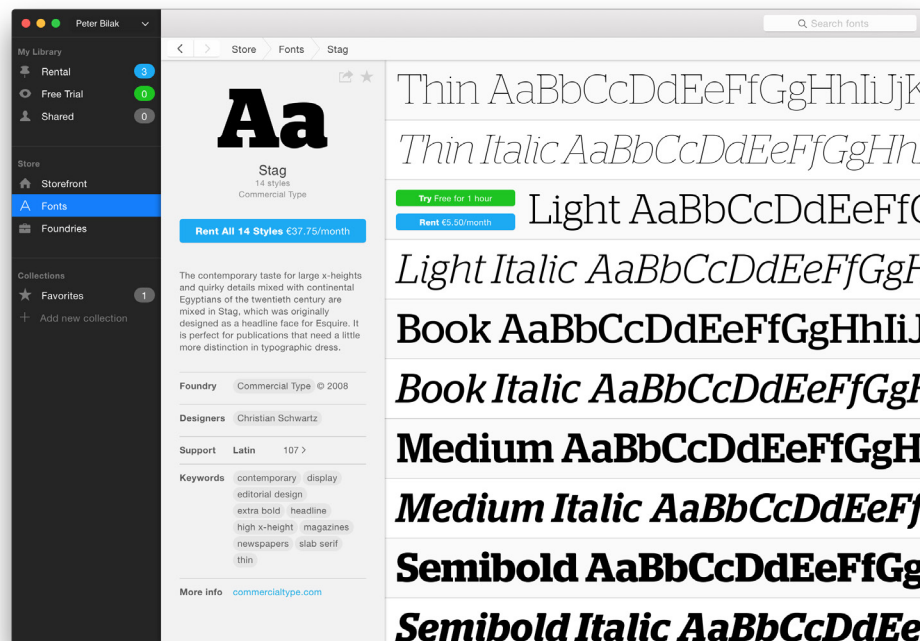 Peter Bilak
Search fonts
My Library
Rental 3
Free Trial 0
Shared 0
Store
Storefront
Fonts
Foundries
Collections
Favorites 1
Add new collection
Store Fonts Stag
Aa
Stag
14 styles
Commercial Type
Rent All 14 Styles €37.75/month
The contemporary taste for large x-heights
and quirky details mixed with continental
Egyptians of the twentieth century are
mixed in Stag, which was originally
designed as a headline face for Esquire. It
is perfect for publications that need a little
more distinction in typographic dress.
Foundry Commercial Type © 2008
Designers Christian Schwartz
Support Latin 107 >
Keywords contemporary display
editorial design
extra bold headline
high x-height magazines
newspapers slab serif
thin
More info commercialtype.com
Thin AaBbCcDdEeFfGgHhIiJjK
Thin Italic AaBbCcDdEeFfGgHh
Try Free for 1 hour
Rent €5.50/month
Light AaBbCcDdEeFfG
Light Italic AaBbCcDdEeFfGgH
Book AaBbCcDdEeFfGgHhIiJ
Book Italic AaBbCcDdEeFfGgH
Medium AaBbCcDdEeFfGgH
Medium Italic AaBbCcDdEeFf
Semibold AaBbCcDdEeFfGg
Semibold Italic AaBbCcDdEe